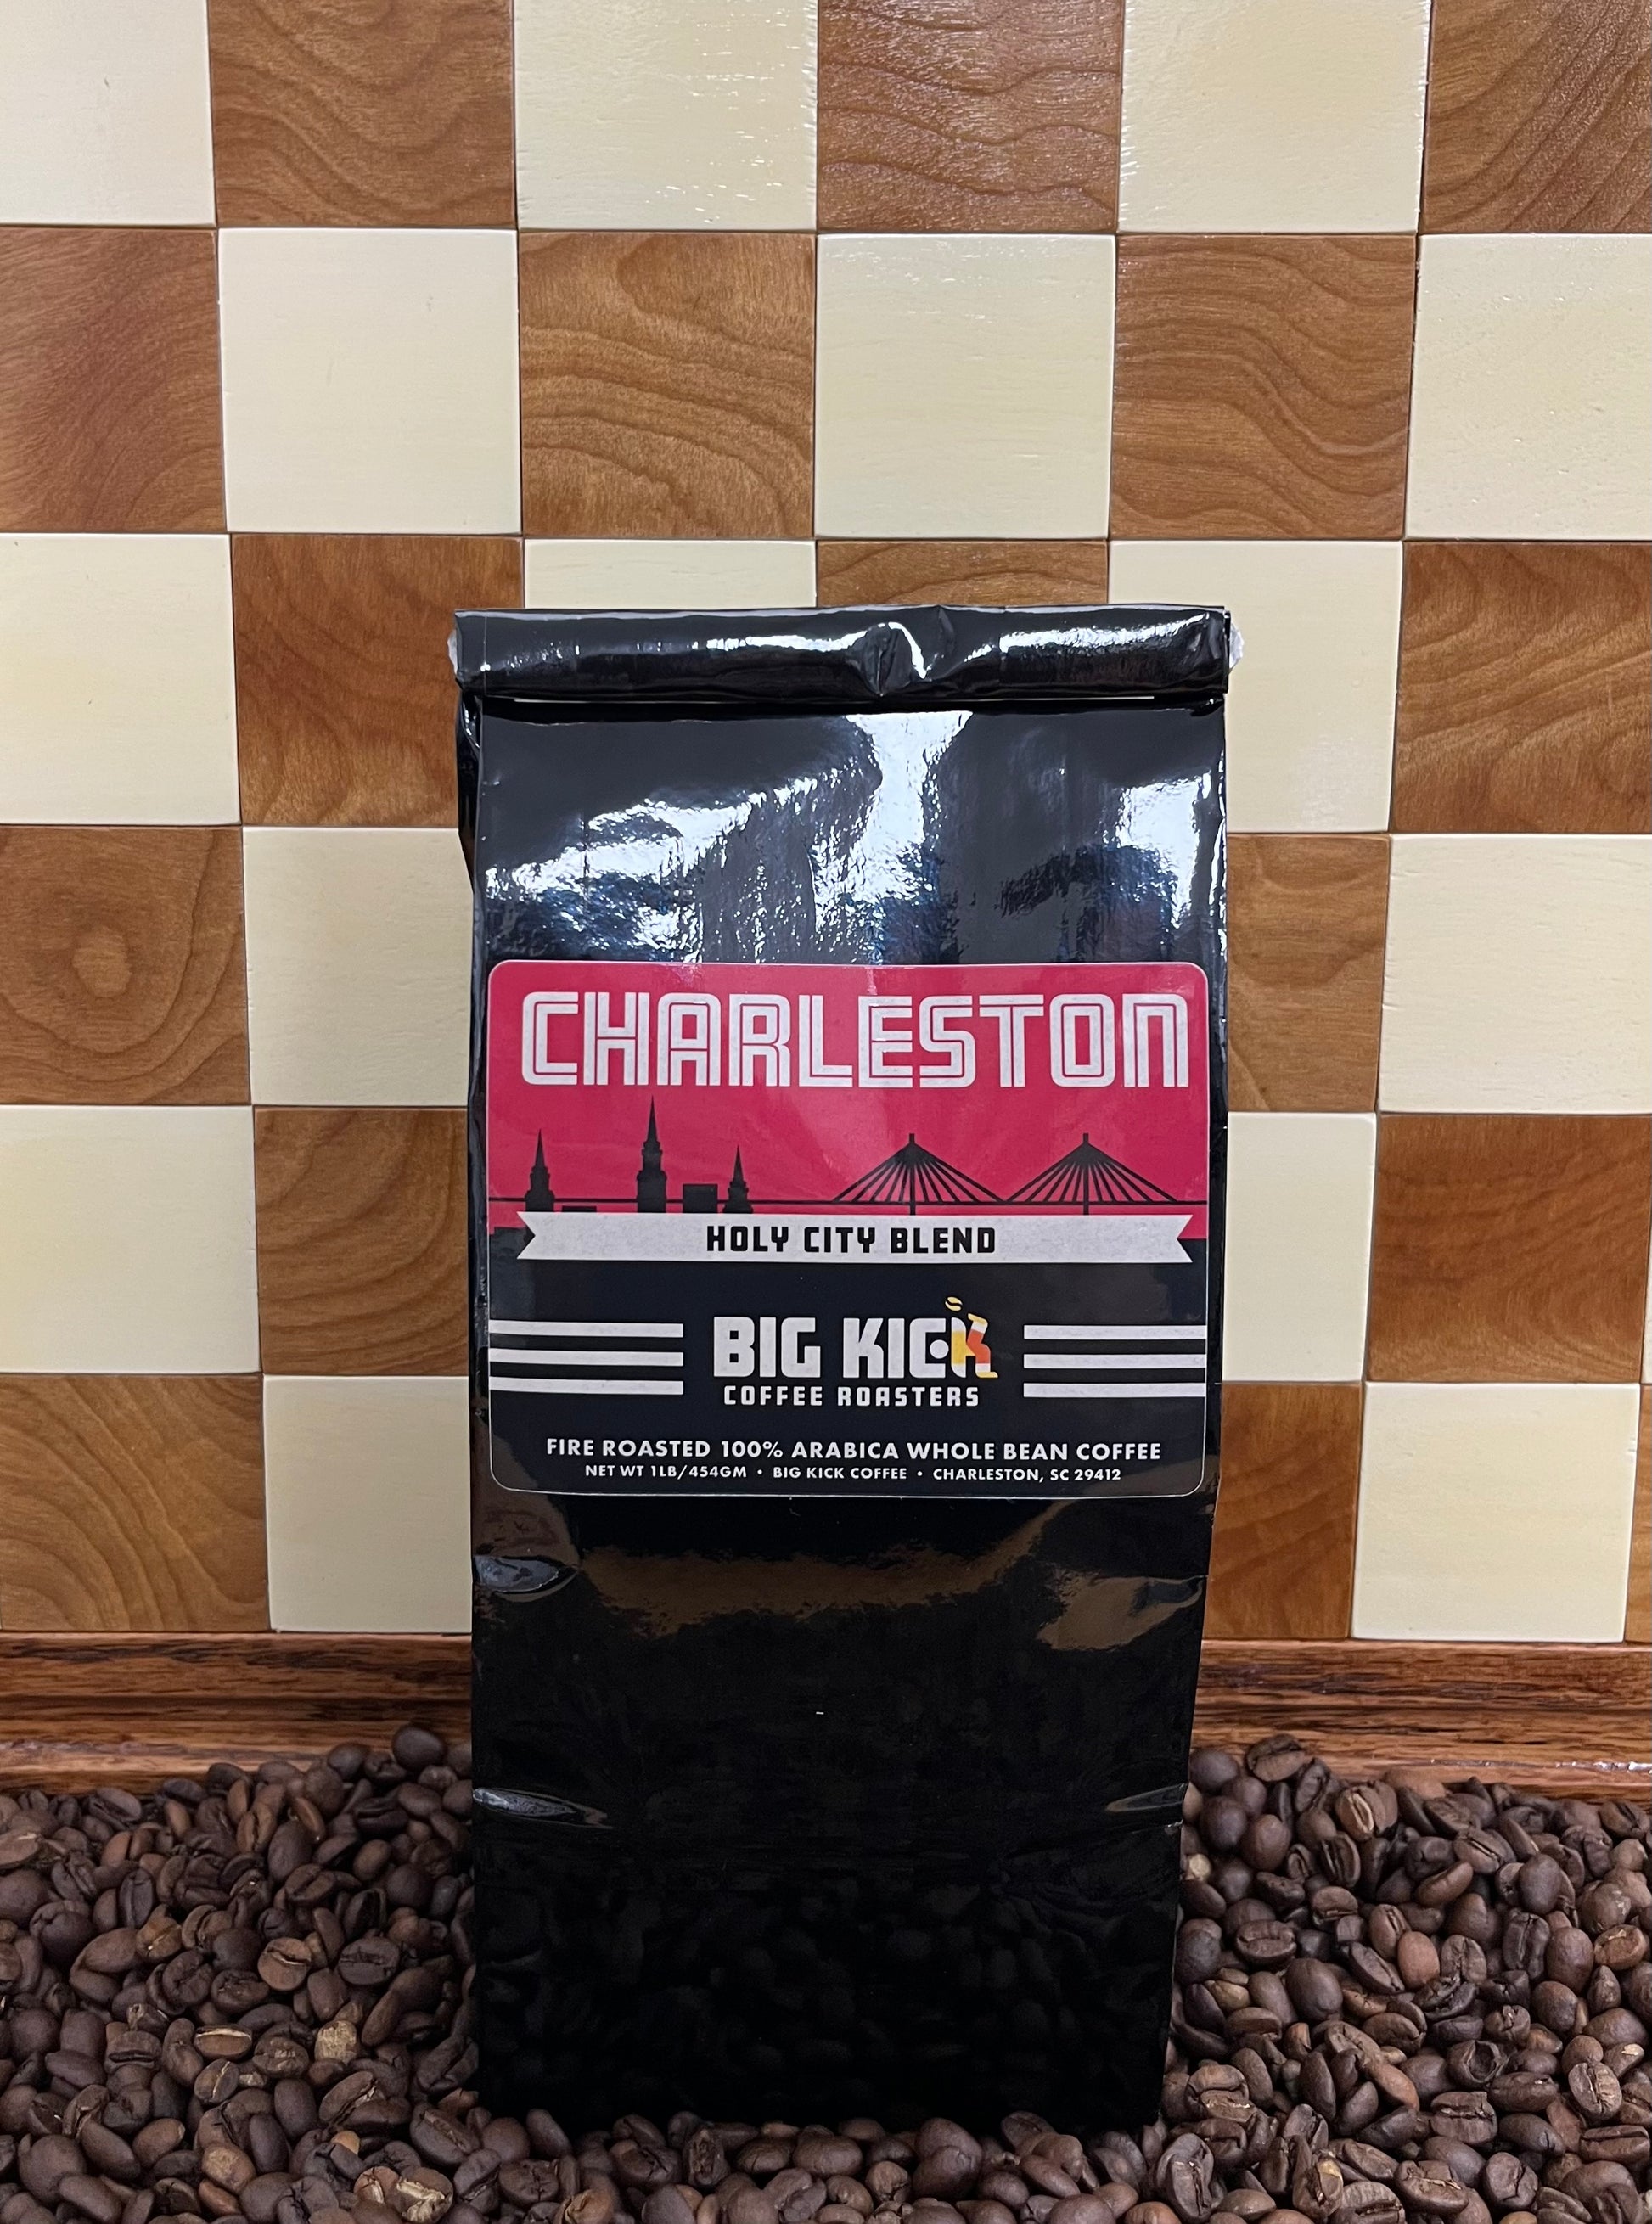 CHARLESTON
HOLY CITY BLEND
BIG KICK
COFFEE ROASTERS
FIRE ROASTED 100% ARABICA WHOLE BEAN COFFEE
NET WT 1LB/454GM • BIG KICK COFFEE • CHARLESTON, SC 29412